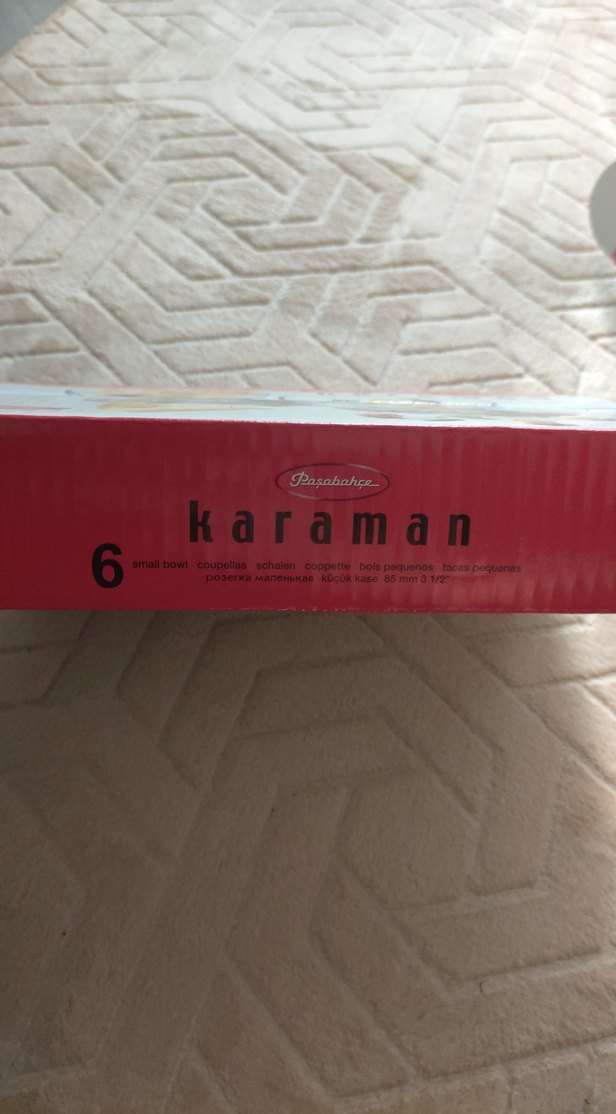 Paşabahçe
karaman
6 small bowl coupellas schalen coppette bols pequenos tacas pequenas
розетка маленькая küçük kase 85 mm 3 1/2"